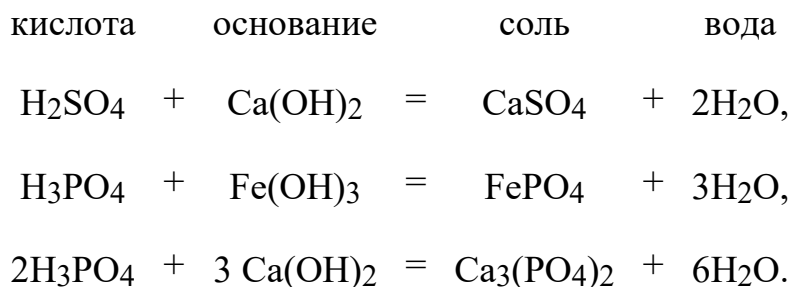 кислота основание соль вода
H2SO4 + Ca(OH)2 = CaSO4 + 2H2O,
H3PO4 + Fe(OH)3 = FePO4 + 3H2O,
2H3PO4 + 3 Ca(OH)2 = Ca3(PO4)2 + 6H2O.